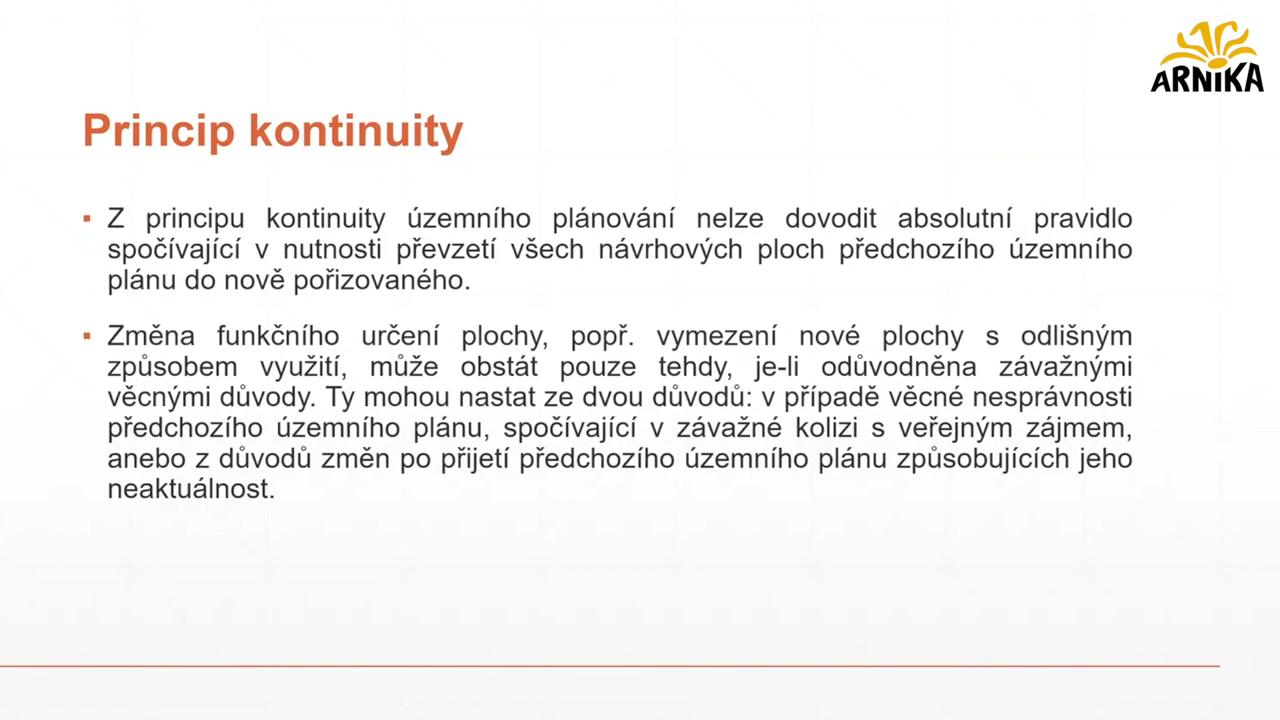 ARNIKA
Princip kontinuity
▪ Z principu kontinuity územního plánování nelze dovodit absolutní pravidlo
spočívající v nutnosti převzetí všech návrhových ploch předchozího územního
plánu do nově pořizovaného.
▪ Změna funkčního určení plochy, popř. vymezení nové plochy s odlišným
způsobem využití, může obstát pouze tehdy, je-li odůvodněna závažnými
věcnými důvody. Ty mohou nastat ze dvou důvodů: v případě věcné nesprávnosti
předchozího územního plánu, spočívající v závažné kolizi s veřejným zájmem,
anebo z důvodů změn po přijetí předchozího územního plánu způsobujících jeho
neaktuálnost.